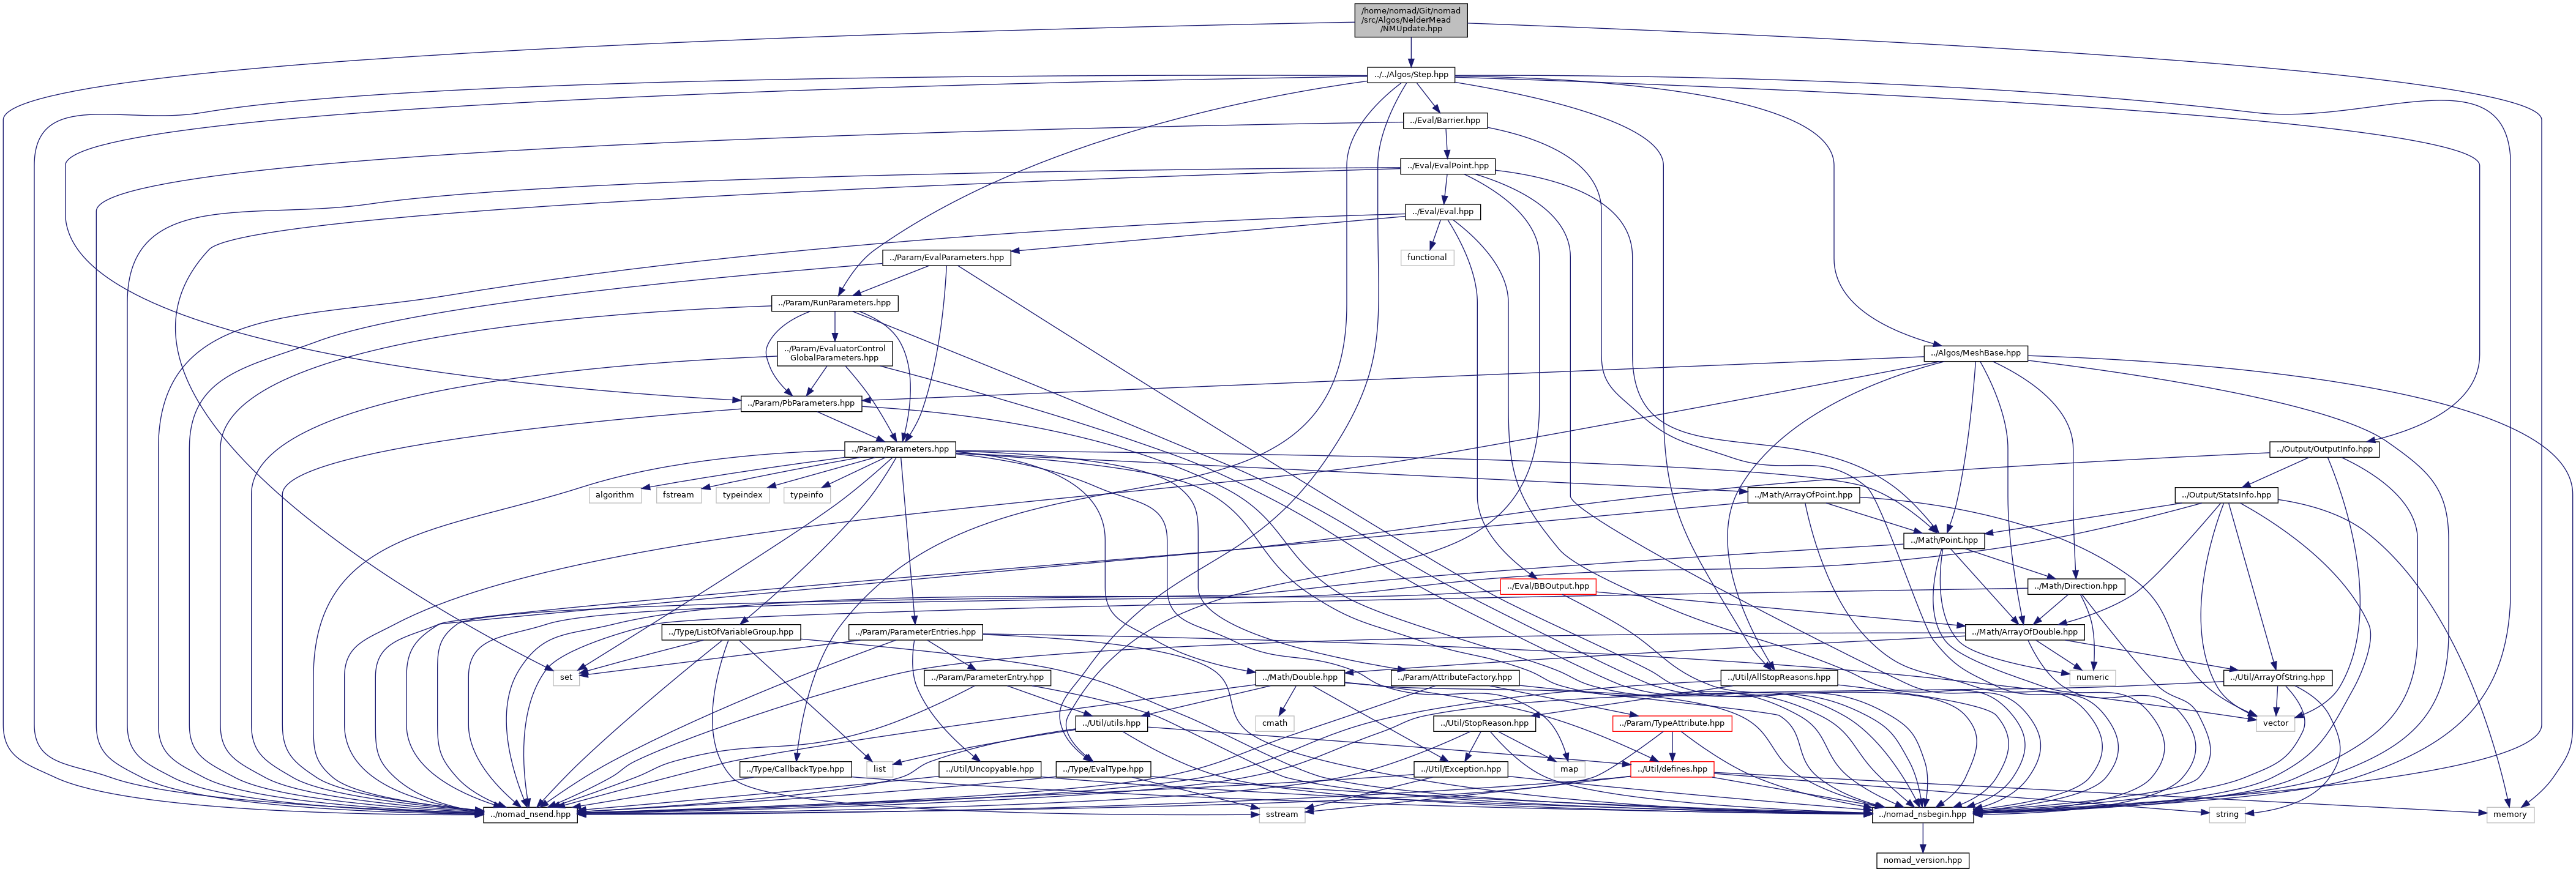 /home/nomad/Git/nomad
/src/Algos/NelderMead
/NMUpdate.hpp
../../Algos/Step.hpp
../Eval/Barrier.hpp
../Eval/EvalPoint.hpp
../Eval/Eval.hpp
../Param/EvalParameters.hpp
functional
../Param/RunParameters.hpp
../Param/EvaluatorControl
GlobalParameters.hpp
../Algos/MeshBase.hpp
../Param/PbParameters.hpp
../Param/Parameters.hpp
../Output/OutputInfo.hpp
algorithm
fstream
typeindex
typeinfo
../Math/ArrayOfPoint.hpp
../Output/StatsInfo.hpp
../Math/Point.hpp
../Eval/BBOutput.hpp
../Math/Direction.hpp
../Type/ListOfVariableGroup.hpp
../Param/ParameterEntries.hpp
../Math/ArrayOfDouble.hpp
set
../Param/ParameterEntry.hpp
../Math/Double.hpp
../Param/AttributeFactory.hpp
../Util/AllStopReasons.hpp
numeric
../Util/ArrayOfString.hpp
../Util/utils.hpp
cmath
../Util/StopReason.hpp
../Param/TypeAttribute.hpp
vector
../Type/CallbackType.hpp
list
../Util/Uncopyable.hpp
../Type/EvalType.hpp
../Util/Exception.hpp
map
../Util/defines.hpp
../nomad_nsend.hpp
sstream
../nomad_nsbegin.hpp
string
memory
nomad_version.hpp